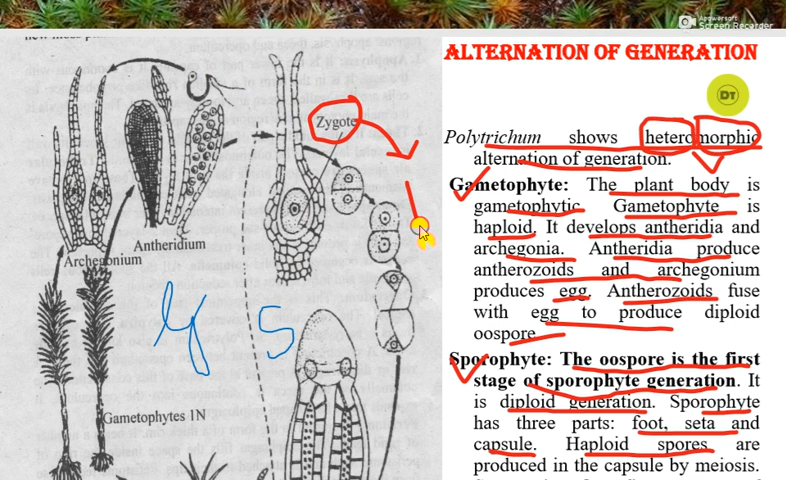 Apowersoft
Screen Recorder
ALTERNATION OF GENERATION
DT
Zygote
Archegonium
Antheridium
G
S
Gametophytes 1N
Polytrichum shows heteromorphic
alternation of generation.
Gametophyte: The plant body is
gametophytic. Gametophyte is
haploid. It develops antheridia and
archegonia. Antheridia produce
antherozoids and archegonium
produces egg. Antherozoids fuse
with egg to produce diploid
oospore
Sporophyte: The oospore is the first
stage of sporophyte generation. It
is diploid generation. Sporophyte
has three parts: foot, seta and
capsule. Haploid spores are
produced in the capsule by meiosis.